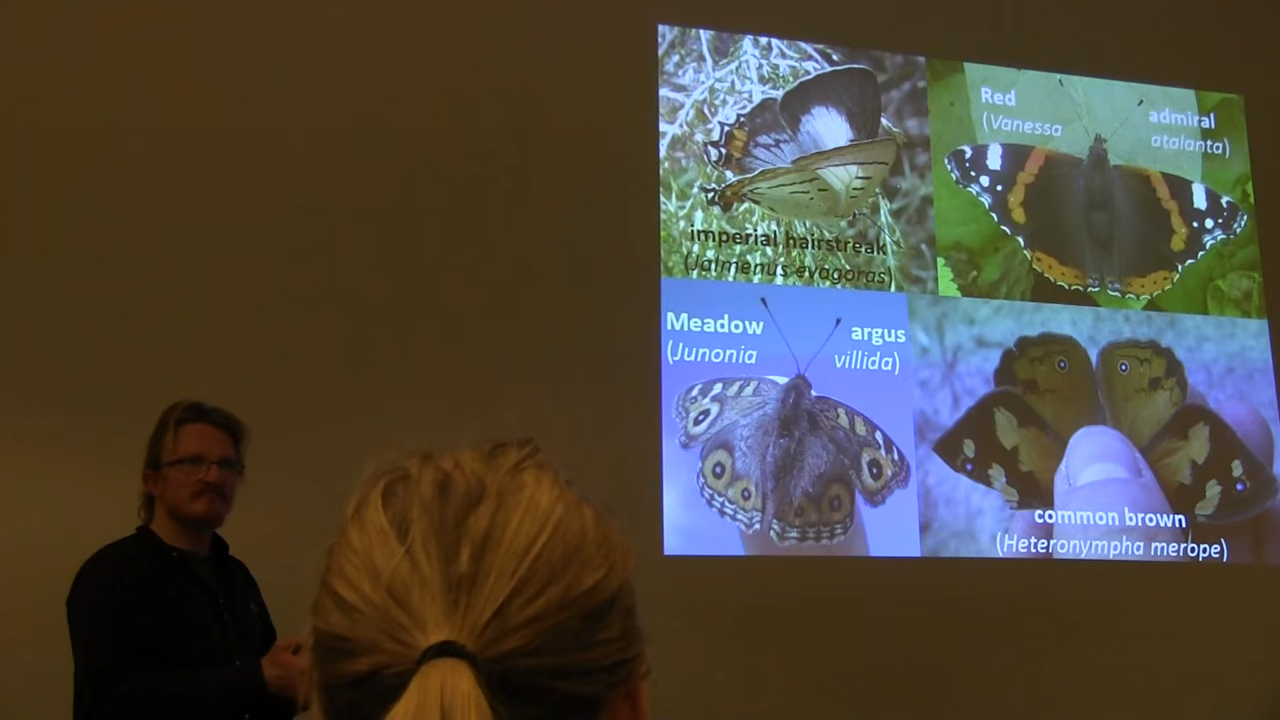 imperial hairstreak
(Jalmenus evagoras)
Red admiral
(Vanessa atalanta)
Meadow argus
(Junonia villida)
common brown
(Heteronympha merope)